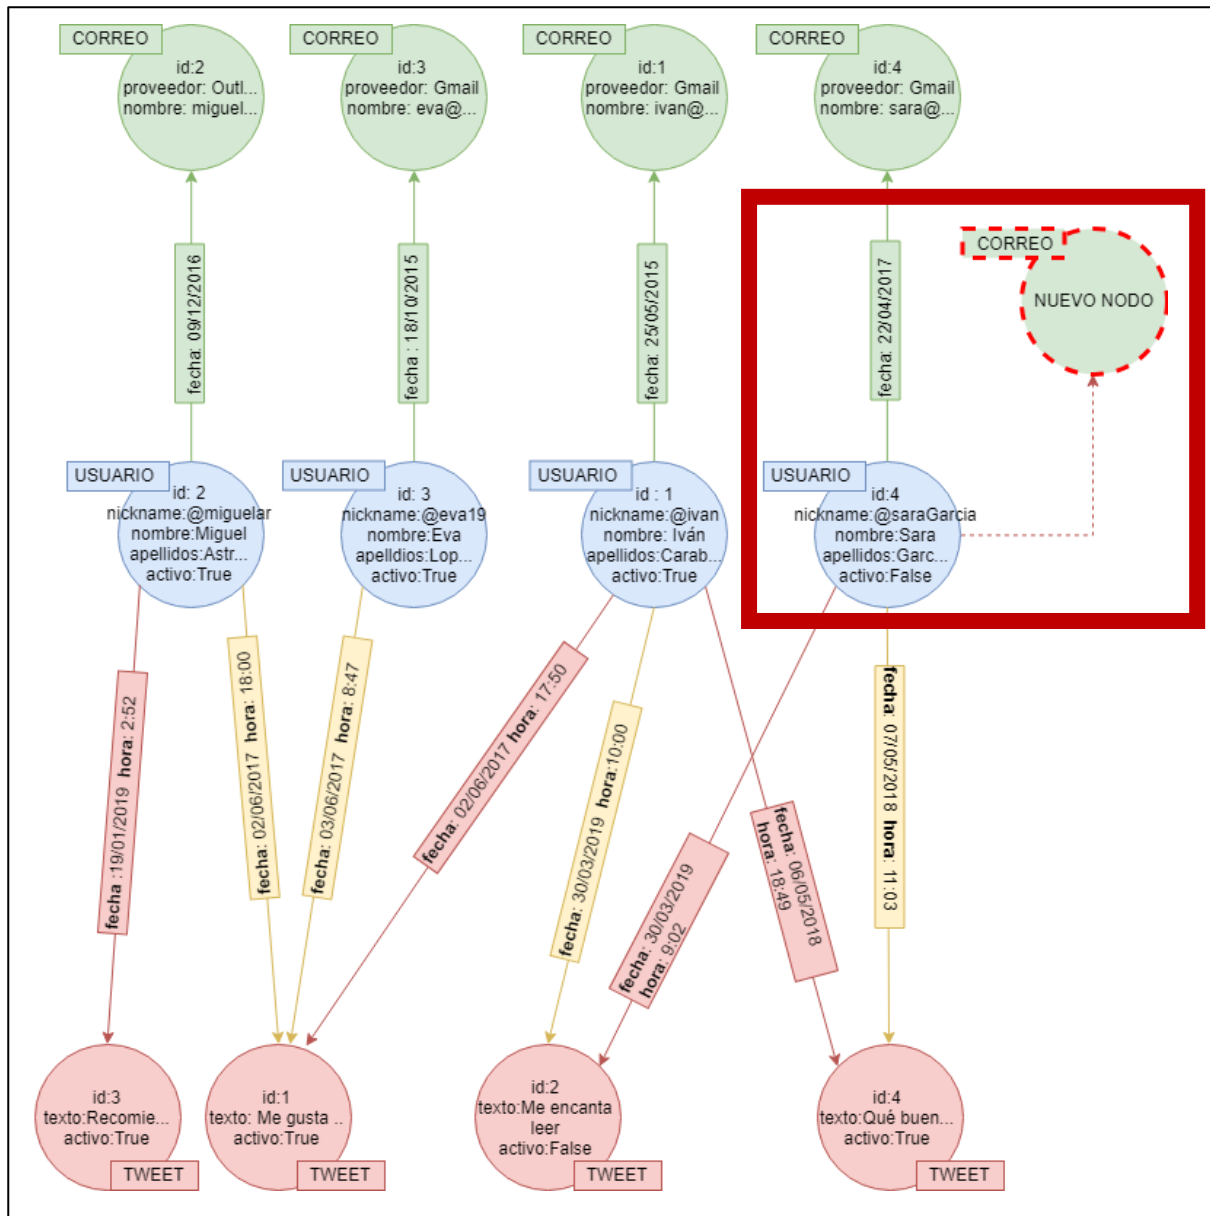 CORREO
id:2
proveedor: Outl...
nombre: miguel...
CORREO
id:3
proveedor: Gmail
nombre: eva@...
CORREO
id:1
proveedor: Gmail
nombre: ivan@...
CORREO
id:4
proveedor: Gmail
nombre: sara@...
fecha: 09/12/2016
fecha : 18/10/2015
fecha: 25/05/2015
fecha: 22/04/2017
CORREO
NUEVO NODO
USUARIO
id: 2
nickname:@miguelar
nombre:Miguel
apellidos:Astr...
activo:True
USUARIO
id: 3
nickname:@eva19
nombre:Eva
apelldios:Lop...
activo:True
USUARIO
id : 1
nickname:@ivan
nombre: Iván
apellidos:Carab...
activo:True
USUARIO
id:4
nickname:@saraGarcia
nombre:Sara
apellidos:Garc...
activo:False
fecha :19/01/2019 hora: 2:52
fecha: 02/06/2017 hora: 18:00
fecha: 03/06/2017 hora: 8:47
fecha: 02/06/2017 hora: 17:50
fecha: 30/03/2019 hora:10:00
fecha: 30/03/2019
hora: 9:02
fecha: 06/05/2018
hora: 18:49
fecha: 07/05/2018 hora: 11:03
id:3
texto:Recomie...
activo:True
TWEET
id:1
texto: Me gusta ..
activo:True
TWEET
id:2
texto:Me encanta
leer
activo:False
TWEET
id:4
texto:Qué buen...
activo:True
TWEET